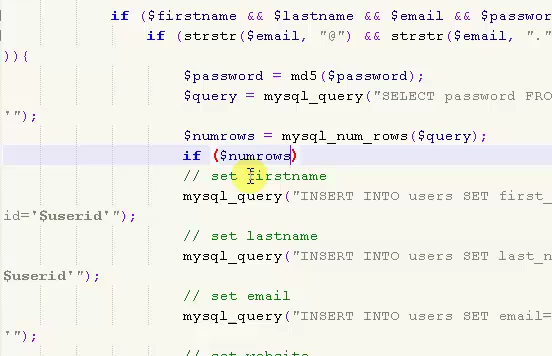 if ($firstname && $lastname && $email && $passwor
if (strstr($email, "@") && strstr($email, "."
)){
$password = md5($password);
$query = mysql_query("SELECT password FRO
'");
$numrows = mysql_num_rows($query);
if ($numrows)
// set firstname
mysql_query("INSERT INTO users SET first_
id='$userid'");
// set lastname
mysql_query("INSERT INTO users SET last_n
$userid'");
// set email
mysql_query("INSERT INTO users SET email=
'");
// set website